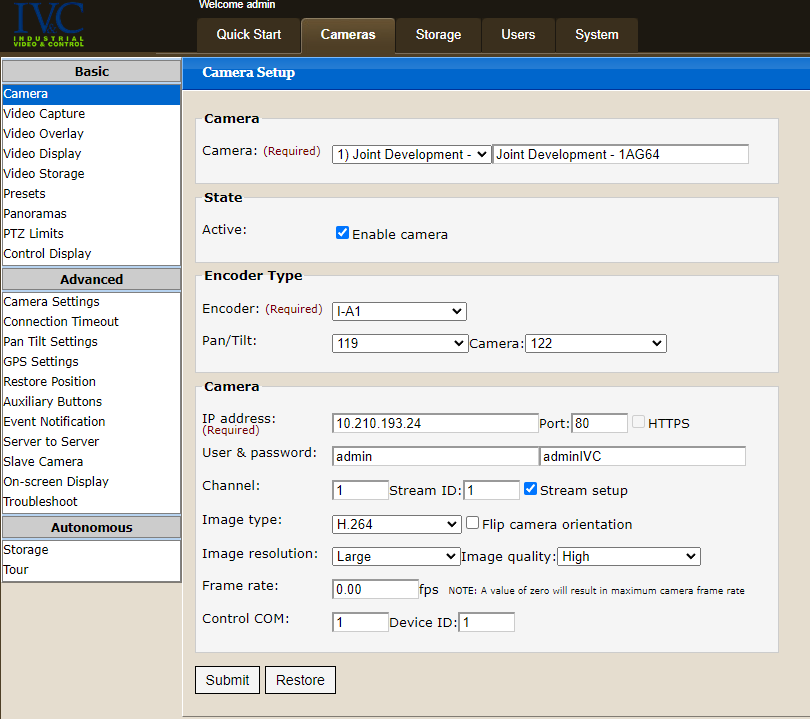 Welcome admin
IVC
INDUSTRIAL
VIDEO & CONTROL
Quick Start Cameras Storage Users System
Basic
Camera
Video Capture
Video Overlay
Video Display
Video Storage
Presets
Panoramas
PTZ Limits
Control Display
Advanced
Camera Settings
Connection Timeout
Pan Tilt Settings
GPS Settings
Restore Position
Auxiliary Buttons
Event Notification
Server to Server
Slave Camera
On-screen Display
Troubleshoot
Autonomous
Storage
Tour
Camera Setup
Camera
Camera: (Required) 1) Joint Development - Joint Development - 1AG64
State
Active: Enable camera
Encoder Type
Encoder: (Required) I-A1
Pan/Tilt: 119 Camera: 122
Camera
IP address: 10.210.193.24 Port: 80 HTTPS
(Required)
User & password: admin adminIVC
Channel: 1 Stream ID: 1 Stream setup
Image type: H.264 Flip camera orientation
Image resolution: Large Image quality: High
Frame rate: 0.00 fps NOTE: A value of zero will result in maximum camera frame rate
Control COM: 1 Device ID: 1
Submit Restore